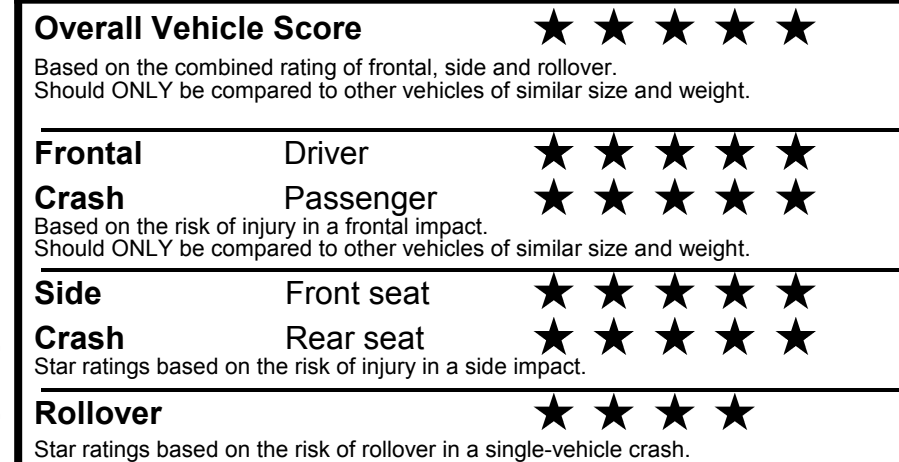 Overall Vehicle Score ★ ★ ★ ★ ★
Based on the combined rating of frontal, side and rollover.
Should ONLY be compared to other vehicles of similar size and weight.
Frontal Driver ★ ★ ★ ★ ★
Crash Passenger ★ ★ ★ ★ ★
Based on the risk of injury in a frontal impact.
Should ONLY be compared to other vehicles of similar size and weight.
Side Front seat ★ ★ ★ ★ ★
Crash Rear seat ★ ★ ★ ★ ★
Star ratings based on the risk of injury in a side impact.
Rollover ★ ★ ★ ★
Star ratings based on the risk of rollover in a single-vehicle crash.